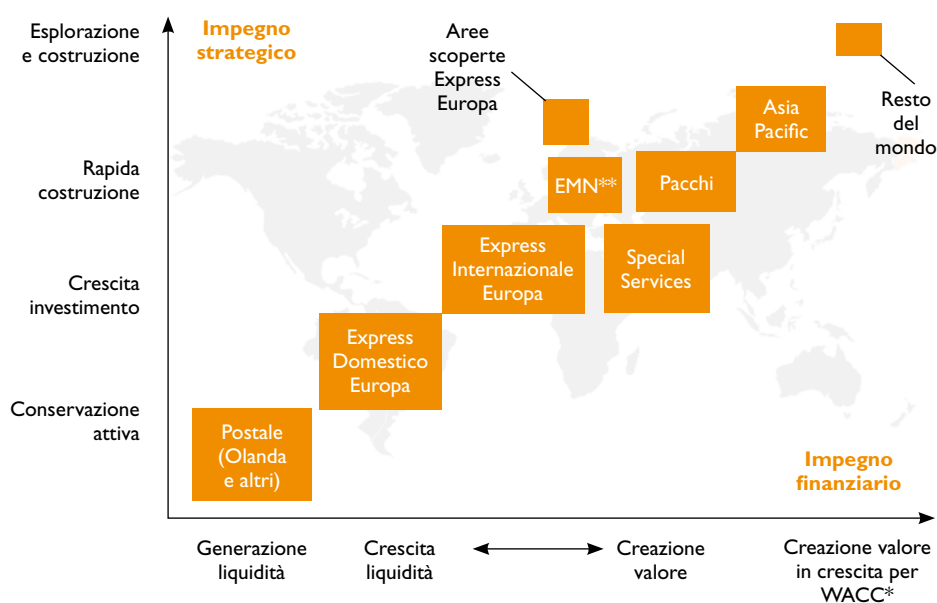 Esplorazione
e costruzione
Impegno
strategico
Aree
scoperte
Express
Europa
Resto
del
mondo
Asia
Pacific
Rapida
costruzione
EMN**
Pacchi
Crescita
investimento
Express
Internazionale
Europa
Special
Services
Express
Domestico
Europa
Conservazione
attiva
Postale
(Olanda
e altri)
Impegno
finanziario
Generazione
liquidità
Crescita
liquidità
Creazione
valore
Creazione valore
in crescita per
WACC*